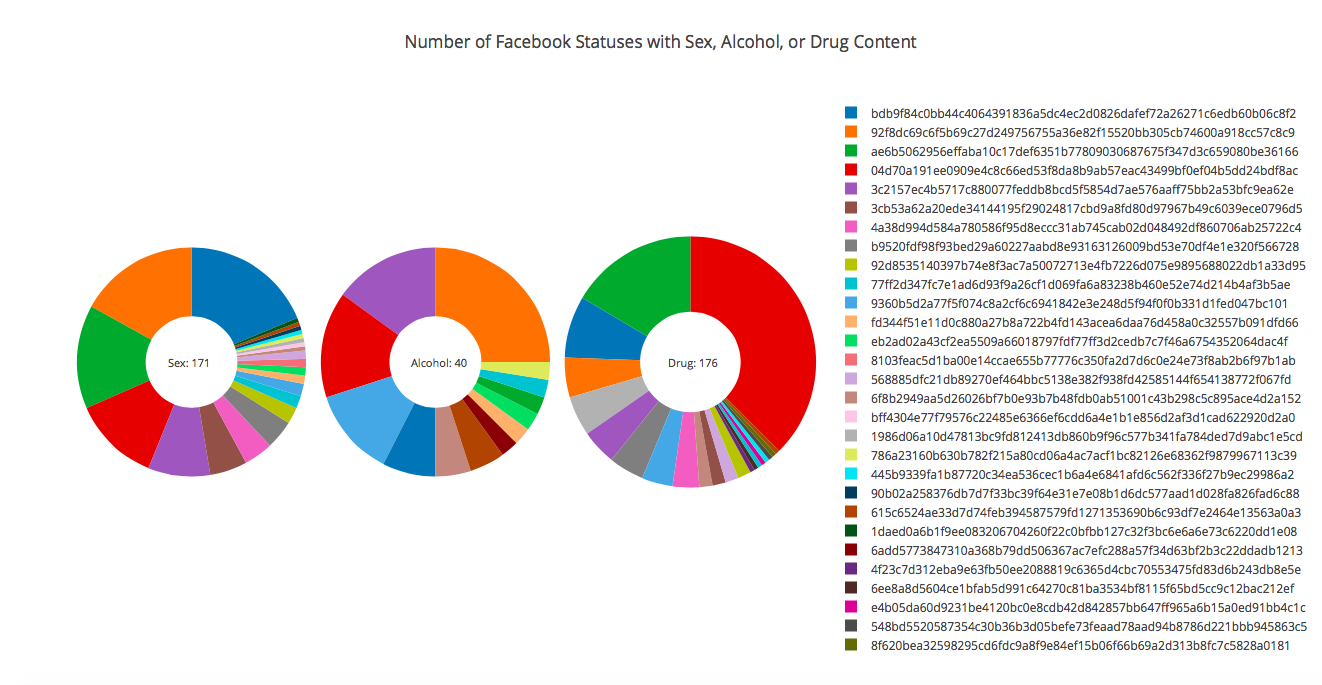 Number of Facebook Statuses with Sex, Alcohol, or Drug Content
Sex: 171
Alcohol: 40
Drug: 176
bdb9f84c0bb44c4064391836a5dc4ec2d0826dafef72a26271c6edb60b06c8f2
92f8dc69c6f5b69c27d249756755a36e82f15520bb305cb74600a918cc57c8c9
ae6b5062956effaba10c17def6351b77809030687675f347d3c659080be36166
04d70a191ee0909e4c8c66ed53f8da8b9ab57eac43499bf0ef04b5dd24bdf8ac
3c2157ec4b5717c880077feddb8bcd5f5854d7ae576aaff75bb2a53bfc9ea62e
3cb53a62a20ede34144195f29024817cbd9a8fd80d97967b49c6039ece0796d5
4a38d994d584a780586f95d8eccc31ab745cab02d048492df860706ab25722c4
b9520fdf98f93bed29a60227aabd8e93163126009bd53e70df4e1e320f566728
92d8535140397b74e8f3ac7a50072713e4fb7226d075e9895688022db1a33d95
77ff2d347fc7e1ad6d93f9a26cf1d069fa6a83238b460e52e74d214b4af3b5ae
9360b5d2a77f5f074c8a2cf6c6941842e3e248d5f94f0f0b331d1fed047bc101
fd344f51e11d0c880a27b8a722b4fd143acea6daa76d458a0c32557b091dfd66
eb2ad02a43cf2ea5509a66018797fdf77ff3d2cedb7c7f46a6754352064dac4f
8103feac5d1ba00e14ccae655b77776c350fa2d7d6c0e24e73f8ab2b6f97b1ab
568885dfc21db89270ef464bbc5138e382f938fd42585144f654138772f067fd
6f8b2949aa5d26026bf7b0e93b7b48fdb0ab51001c43b298c5c895ace4d2a152
bff4304e77f79576c22485e6366ef6cdd6a4e1b1e856d2af3d1cad622920d2a0
1986d06a10d47813bc9fd812413db860b9f96c577b341fa784ded7d9abc1e5cd
786a23160b630b782f215a80cd06a4ac7acf1bc82126e68362f9879967113c39
445b9339fa1b87720c34ea536cec1b6a4e6841afd6c562f336f27b9ec29986a2
90b02a258376db7d7f33bc39f64e31e7e08b1d6dc577aad1d028fa826fad6c88
615c6524ae33d7d74feb394587579fd1271353690b6c93df7e2464e13563a0a3
1daed0a6b1f9ee083206704260f22c0bfbb127c32f3bc6e6a6e73c6220dd1e08
6add5773847310a368b79dd506367ac7efc288a57f34d63bf2b3c22ddadb1213
4f23c7d312eba9e63fb50ee2088819c6365d4cbc70553475fd83d6b243db8e5e
6ee8a8d5604ce1bfab5d991c64270c81ba3534bf8115f65bd5cc9c12bac212ef
e4b05da60d9231be4120bc0e8cdb42d842857bb647ff965a6b15a0ed91bb4c1c
548bd5520587354c30b36b3d05befe73feaad78aad94b8786d221bbb945863c5
8f620bea32598295cd6fdc9a8f9e84ef15b06f66b69a2d313b8fc7c5828a0181